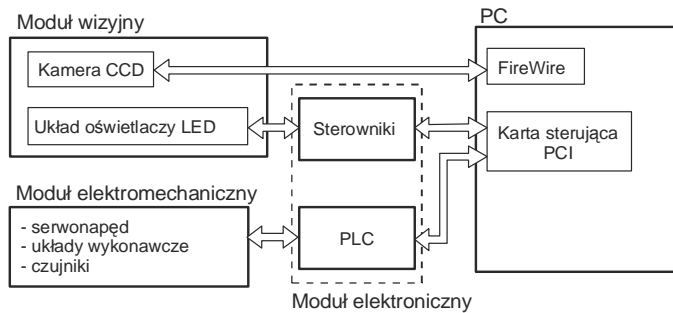 Moduł wizyjny
PC
Kamera CCD
FireWire
Układ oświetlaczy LED
Sterowniki
Karta sterująca
PCI
Moduł elektromechaniczny
- serwonapęd
- układy wykonawcze
- czujniki
PLC
Moduł elektroniczny